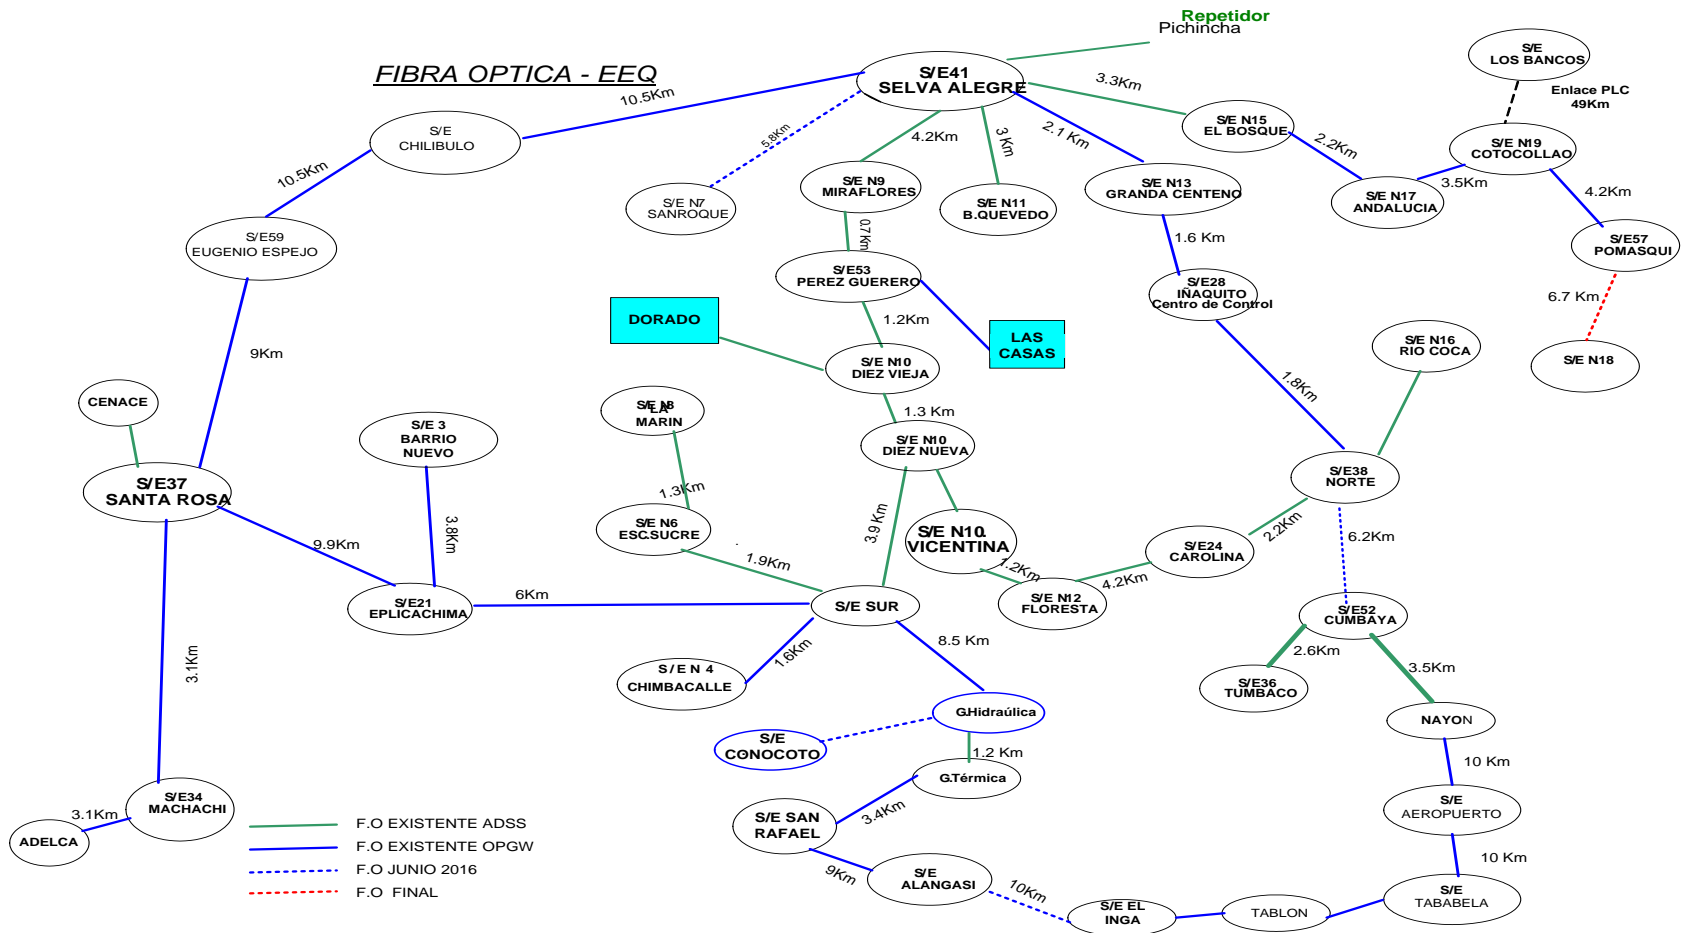 Repetidor
Pichincha
FIBRA OPTICA - EEQ
S/E41
SELVA ALEGRE
S/E
LOS BANCOS
Enlace PLC
49Km
10.5Km
5.8Km
4.2Km
3 Km
2.1 Km
3.3Km
S/E N15
EL BOSQUE
2.2Km
S/E N19
COTOCOLLAO
3.5Km
4.2Km
S/E
CHILIBULO
10.5Km
S/E N7
SANROQUE
S/E N9
MIRAFLORES
S/E N11
B.QUEVEDO
S/E N13
GRANDA CENTENO
S/E N17
ANDALUCIA
S/E57
POMASQUI
S/E59
EUGENIO ESPEJO
0.7Km
1.6 Km
S/E53
PEREZ GUERERO
S/E28
IÑAQUITO
Centro de Control
6.7 Km
DORADO
1.2Km
LAS
CASAS
S/E N16
RIO COCA
S/E N18
9Km
S/E N10
DIEZ VIEJA
1.8Km
CENACE
S/E 3
BARRIO
NUEVO
S/E N8
LA
MARIN
1.3 Km
S/E N10
DIEZ NUEVA
S/E37
SANTA ROSA
1.3Km
S/E38
NORTE
9.9Km
3.8Km
S/E N6
ESC.SUCRE
3.9 Km
S/E N10.
VICENTINA
2.2Km
6.2Km
1.9Km
1.2Km
4.2Km
S/E24
CAROLINA
S/E21
EPLICACHIMA
6Km
S/E SUR
S/E N12
FLORESTA
S/E52
CUMBAYA
3.1Km
1.6Km
8.5 Km
2.6Km
3.5Km
S / E N 4
CHIMBACALLE
S/E36
TUMBACO
G.Hidraúlica
NAYON
S/E
CONOCOTO
1.2 Km
10 Km
G.Térmica
S/E34
MACHACHI
3.1Km
3.4Km
S/E
AEROPUERTO
ADELCA
S/E SAN
RAFAEL
F.O EXISTENTE ADSS
F.O EXISTENTE OPGW
F.O JUNIO 2016
F.O FINAL
9Km
S/E
ALANGASI
10Km
10 Km
S/E EL
INGA
TABLON
S/E
TABABELA